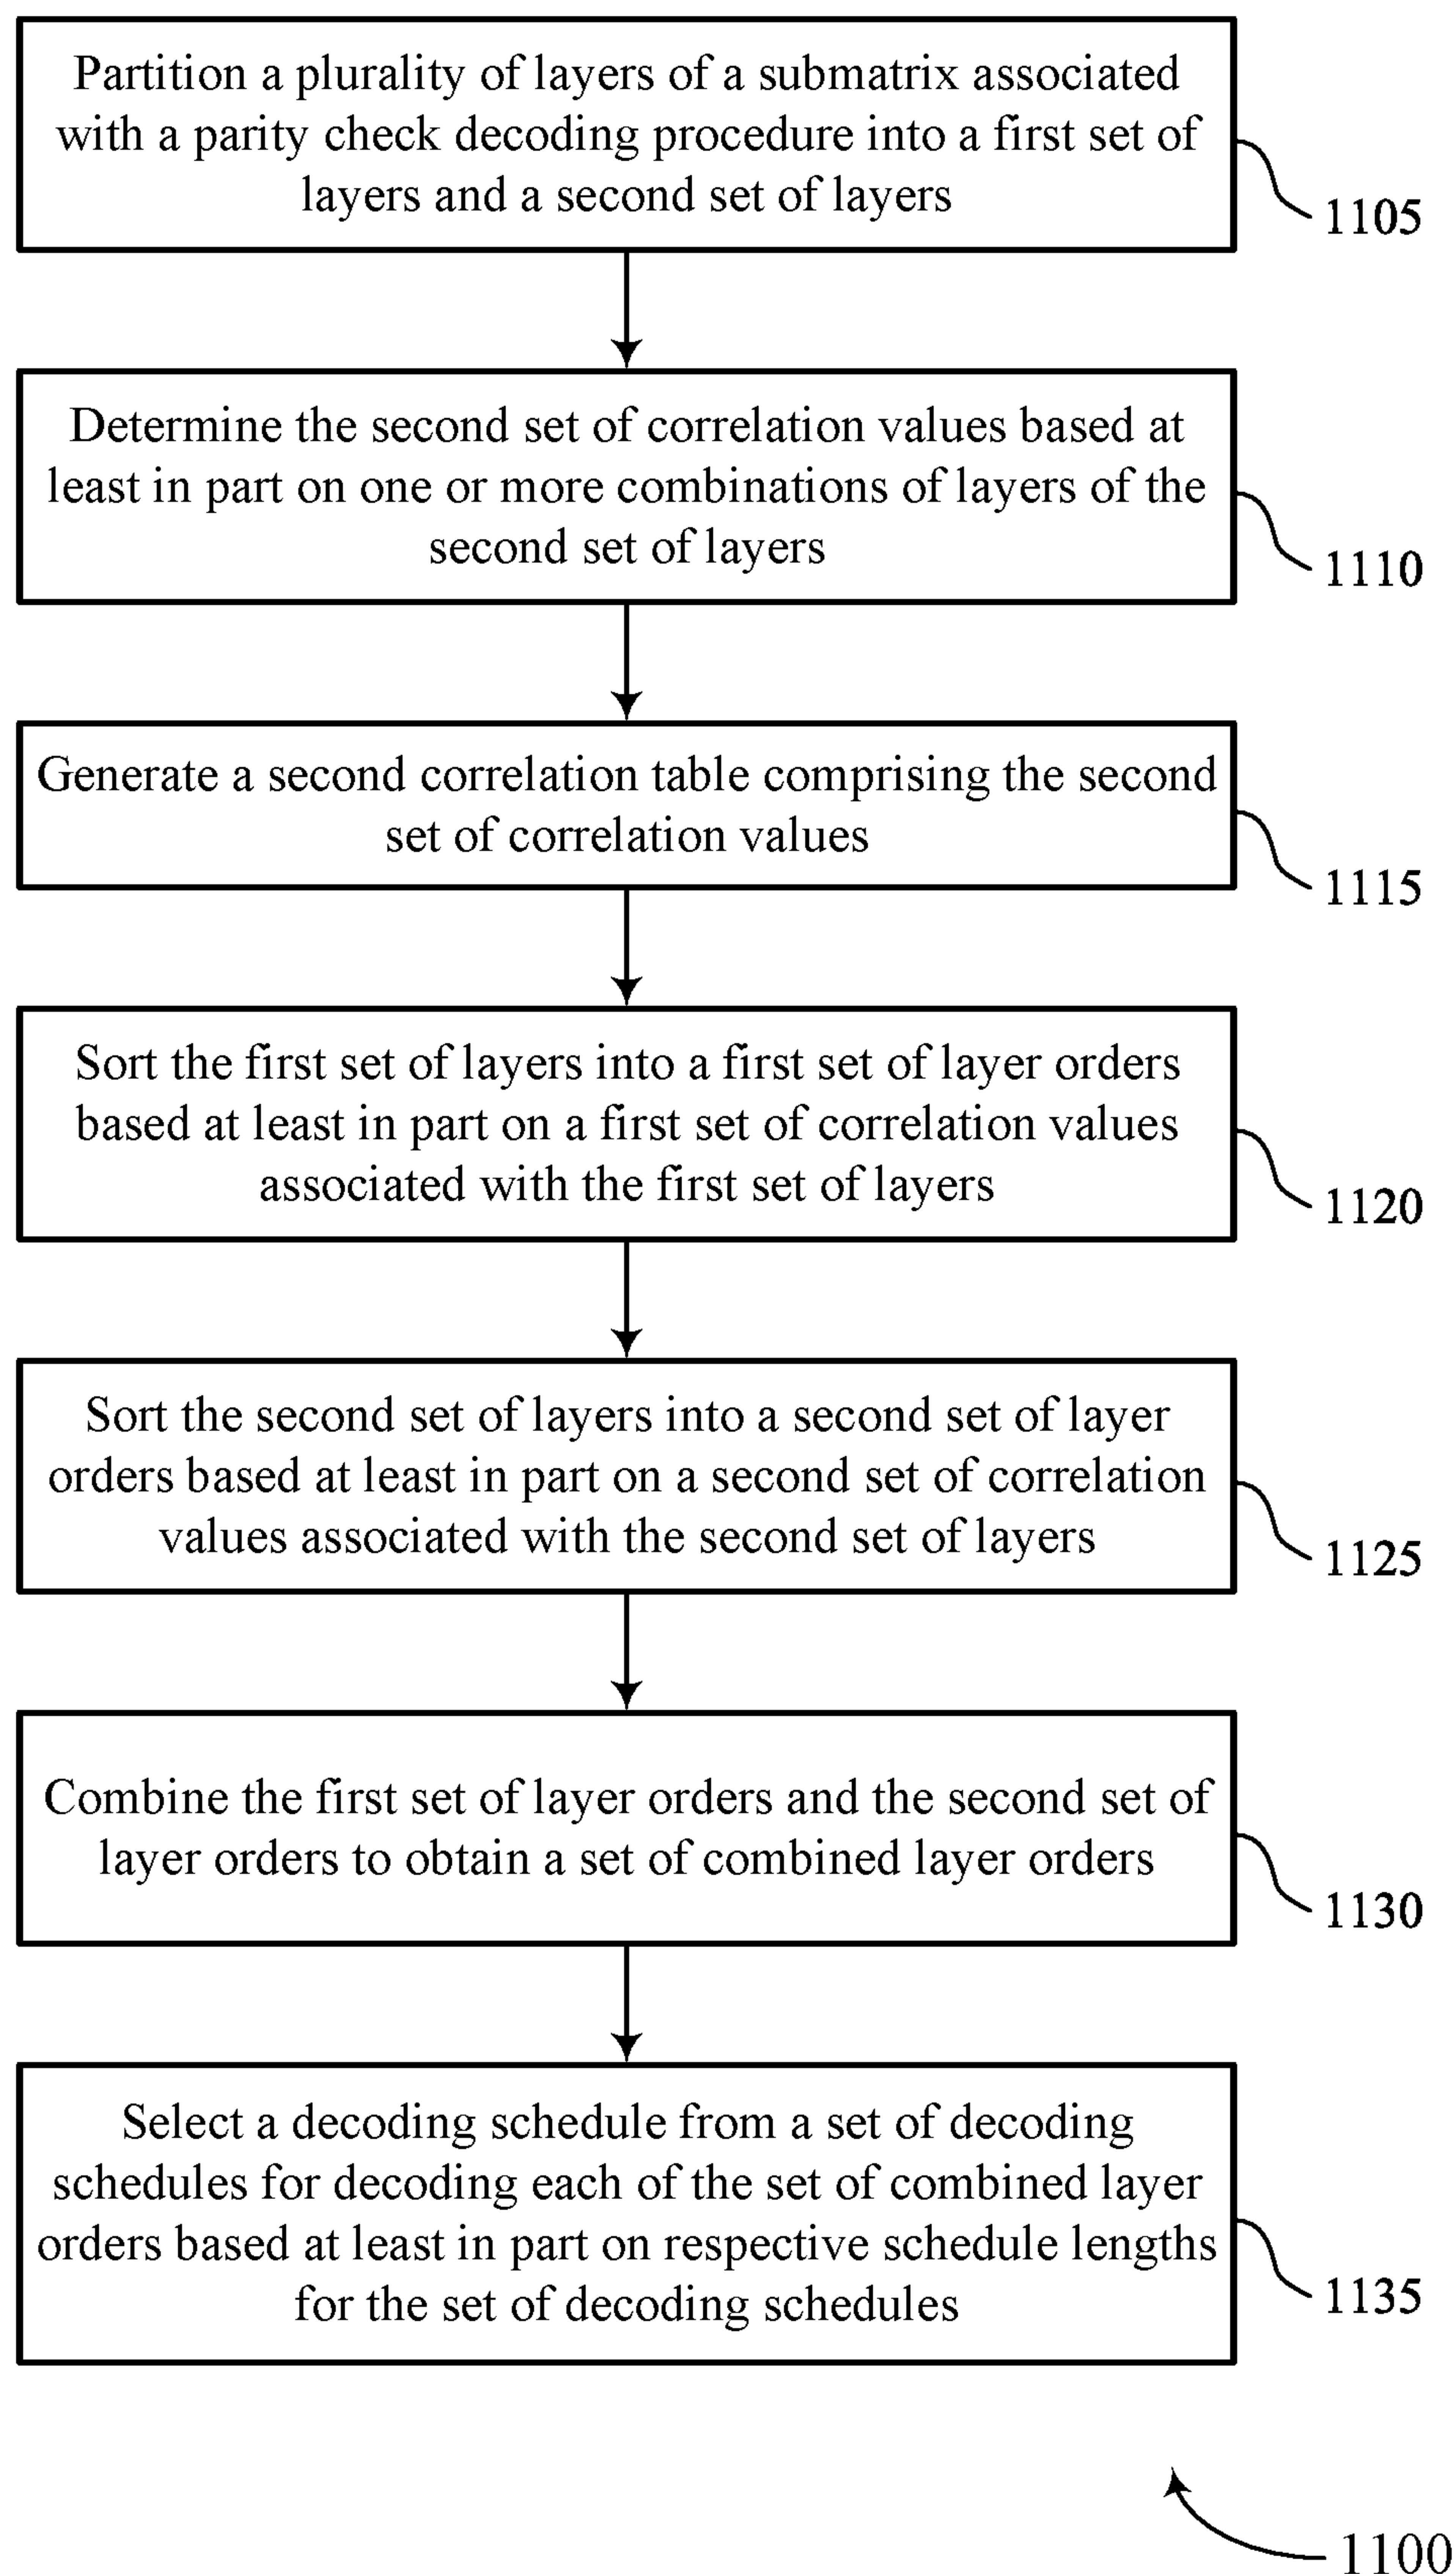 Partition a plurality of layers of a submatrix associated
with a parity check decoding procedure into a first set of
layers and a second set of layers
1105
Determine the second set of correlation values based at
least in part on one or more combinations of layers of the
second set of layers
1110
Generate a second correlation table comprising the second
set of correlation values
1115
Sort the first set of layers into a first set of layer orders
based at least in part on a first set of correlation values
associated with the first set of layers
1120
Sort the second set of layers into a second set of layer
orders based at least in part on a second set of correlation
values associated with the second set of layers
1125
Combine the first set of layer orders and the second set of
layer orders to obtain a set of combined layer orders
1130
Select a decoding schedule from a set of decoding
schedules for decoding each of the set of combined layer
orders based at least in part on respective schedule lengths
for the set of decoding schedules
1135
1100